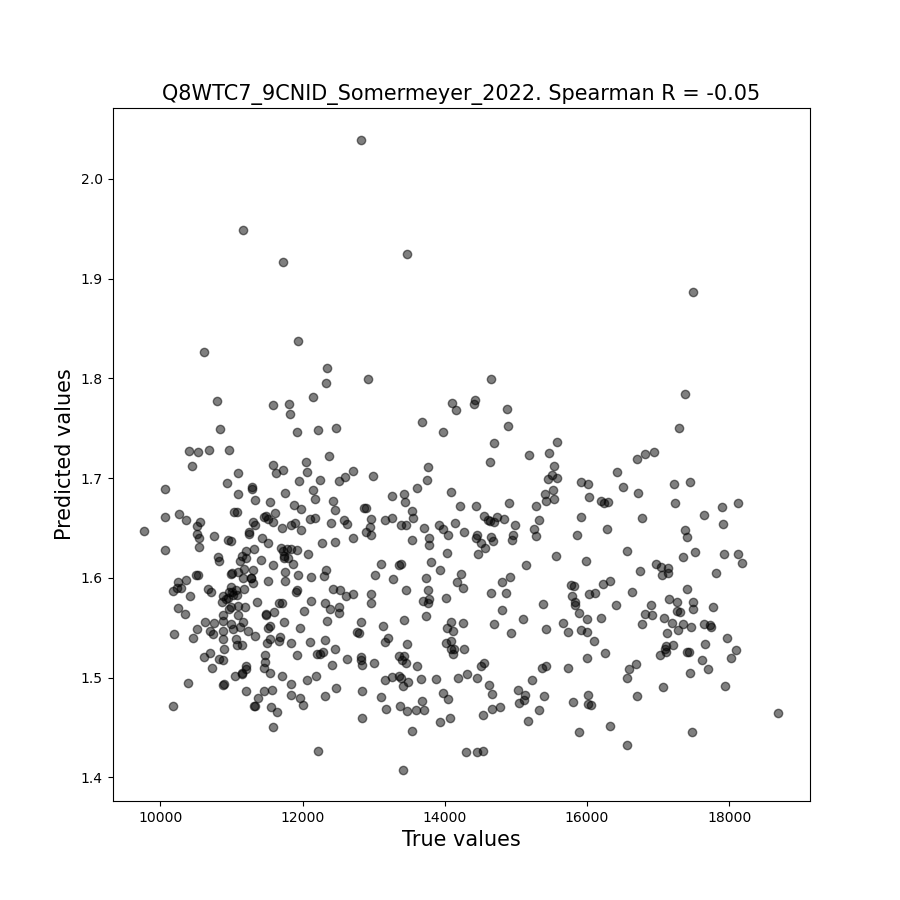 Q8WTC7_9CNID_Somermeyer_2022. Spearman R = -0.05
2.0
1.9
1.8
1.7
1.6
1.5
1.4
Predicted values
10000 12000 14000 16000 18000
True values